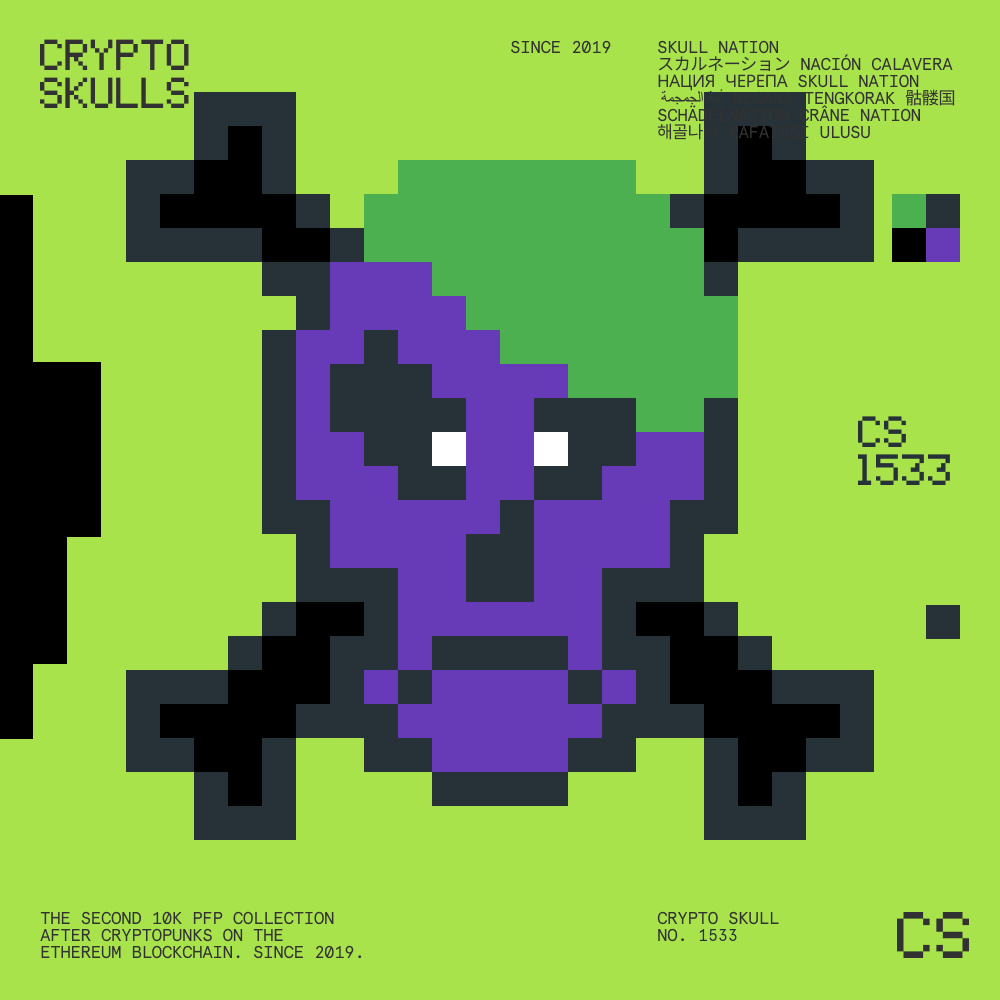 CRYPTO
SKULLS
SINCE 2019
SKULL NATION
スカルネーション NACIÓN CALAVERA
НАЦИЯ ЧЕРЕПА SKULL NATION
الجمجمة TENGKORAK 骷髅国
CRÂNE NATION
해골 ULUSU
CS
1533
THE SECOND 10K PFP COLLECTION
AFTER CRYPTOPUNKS ON THE
ETHEREUM BLOCKCHAIN. SINCE 2019.
CRYPTO SKULL
NO. 1533
CS